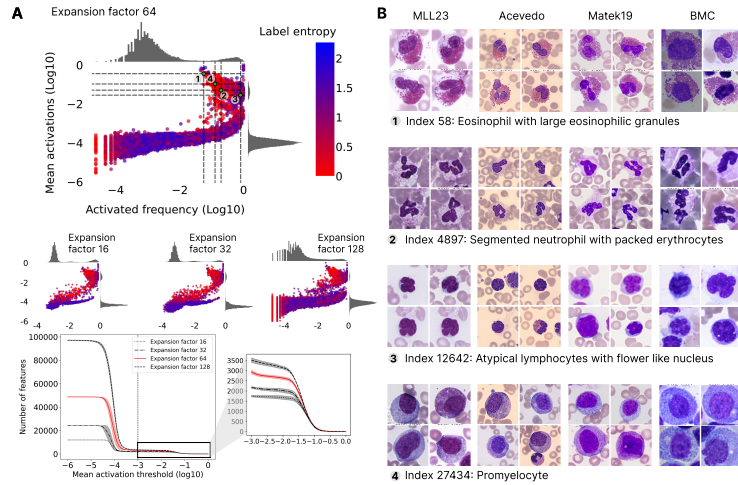 A
Expansion factor 64
Label entropy
Mean activations (Log10)
0
−2
−4
−6
−4
−2
0
Activated frequency (Log10)
1
4
2
3
2
1
0
Expansion
factor 16
Expansion
factor 32
Expansion
factor 128
0
-2
-4
-6
-4
-2
0
-4
-2
0
-4
-2
0
Number of features
100000
80000
60000
40000
20000
0
−6
−5
−4
−3
−2
−1
0
Mean activation threshold (log10)
Expansion factor 16
Expansion factor 32
Expansion factor 64
Expansion factor 128
3500
3000
2500
2000
1500
1000
500
0
−3.0
−2.5
−2.0
−1.5
−1.0
−0.5
0.0
B
MLL23 Acevedo Matek19 BMC
1 Index 58: Eosinophil with large eosinophilic granules
2 Index 4897: Segmented neutrophil with packed erythrocytes
3 Index 12642: Atypical lymphocytes with flower like nucleus
4 Index 27434: Promyelocyte